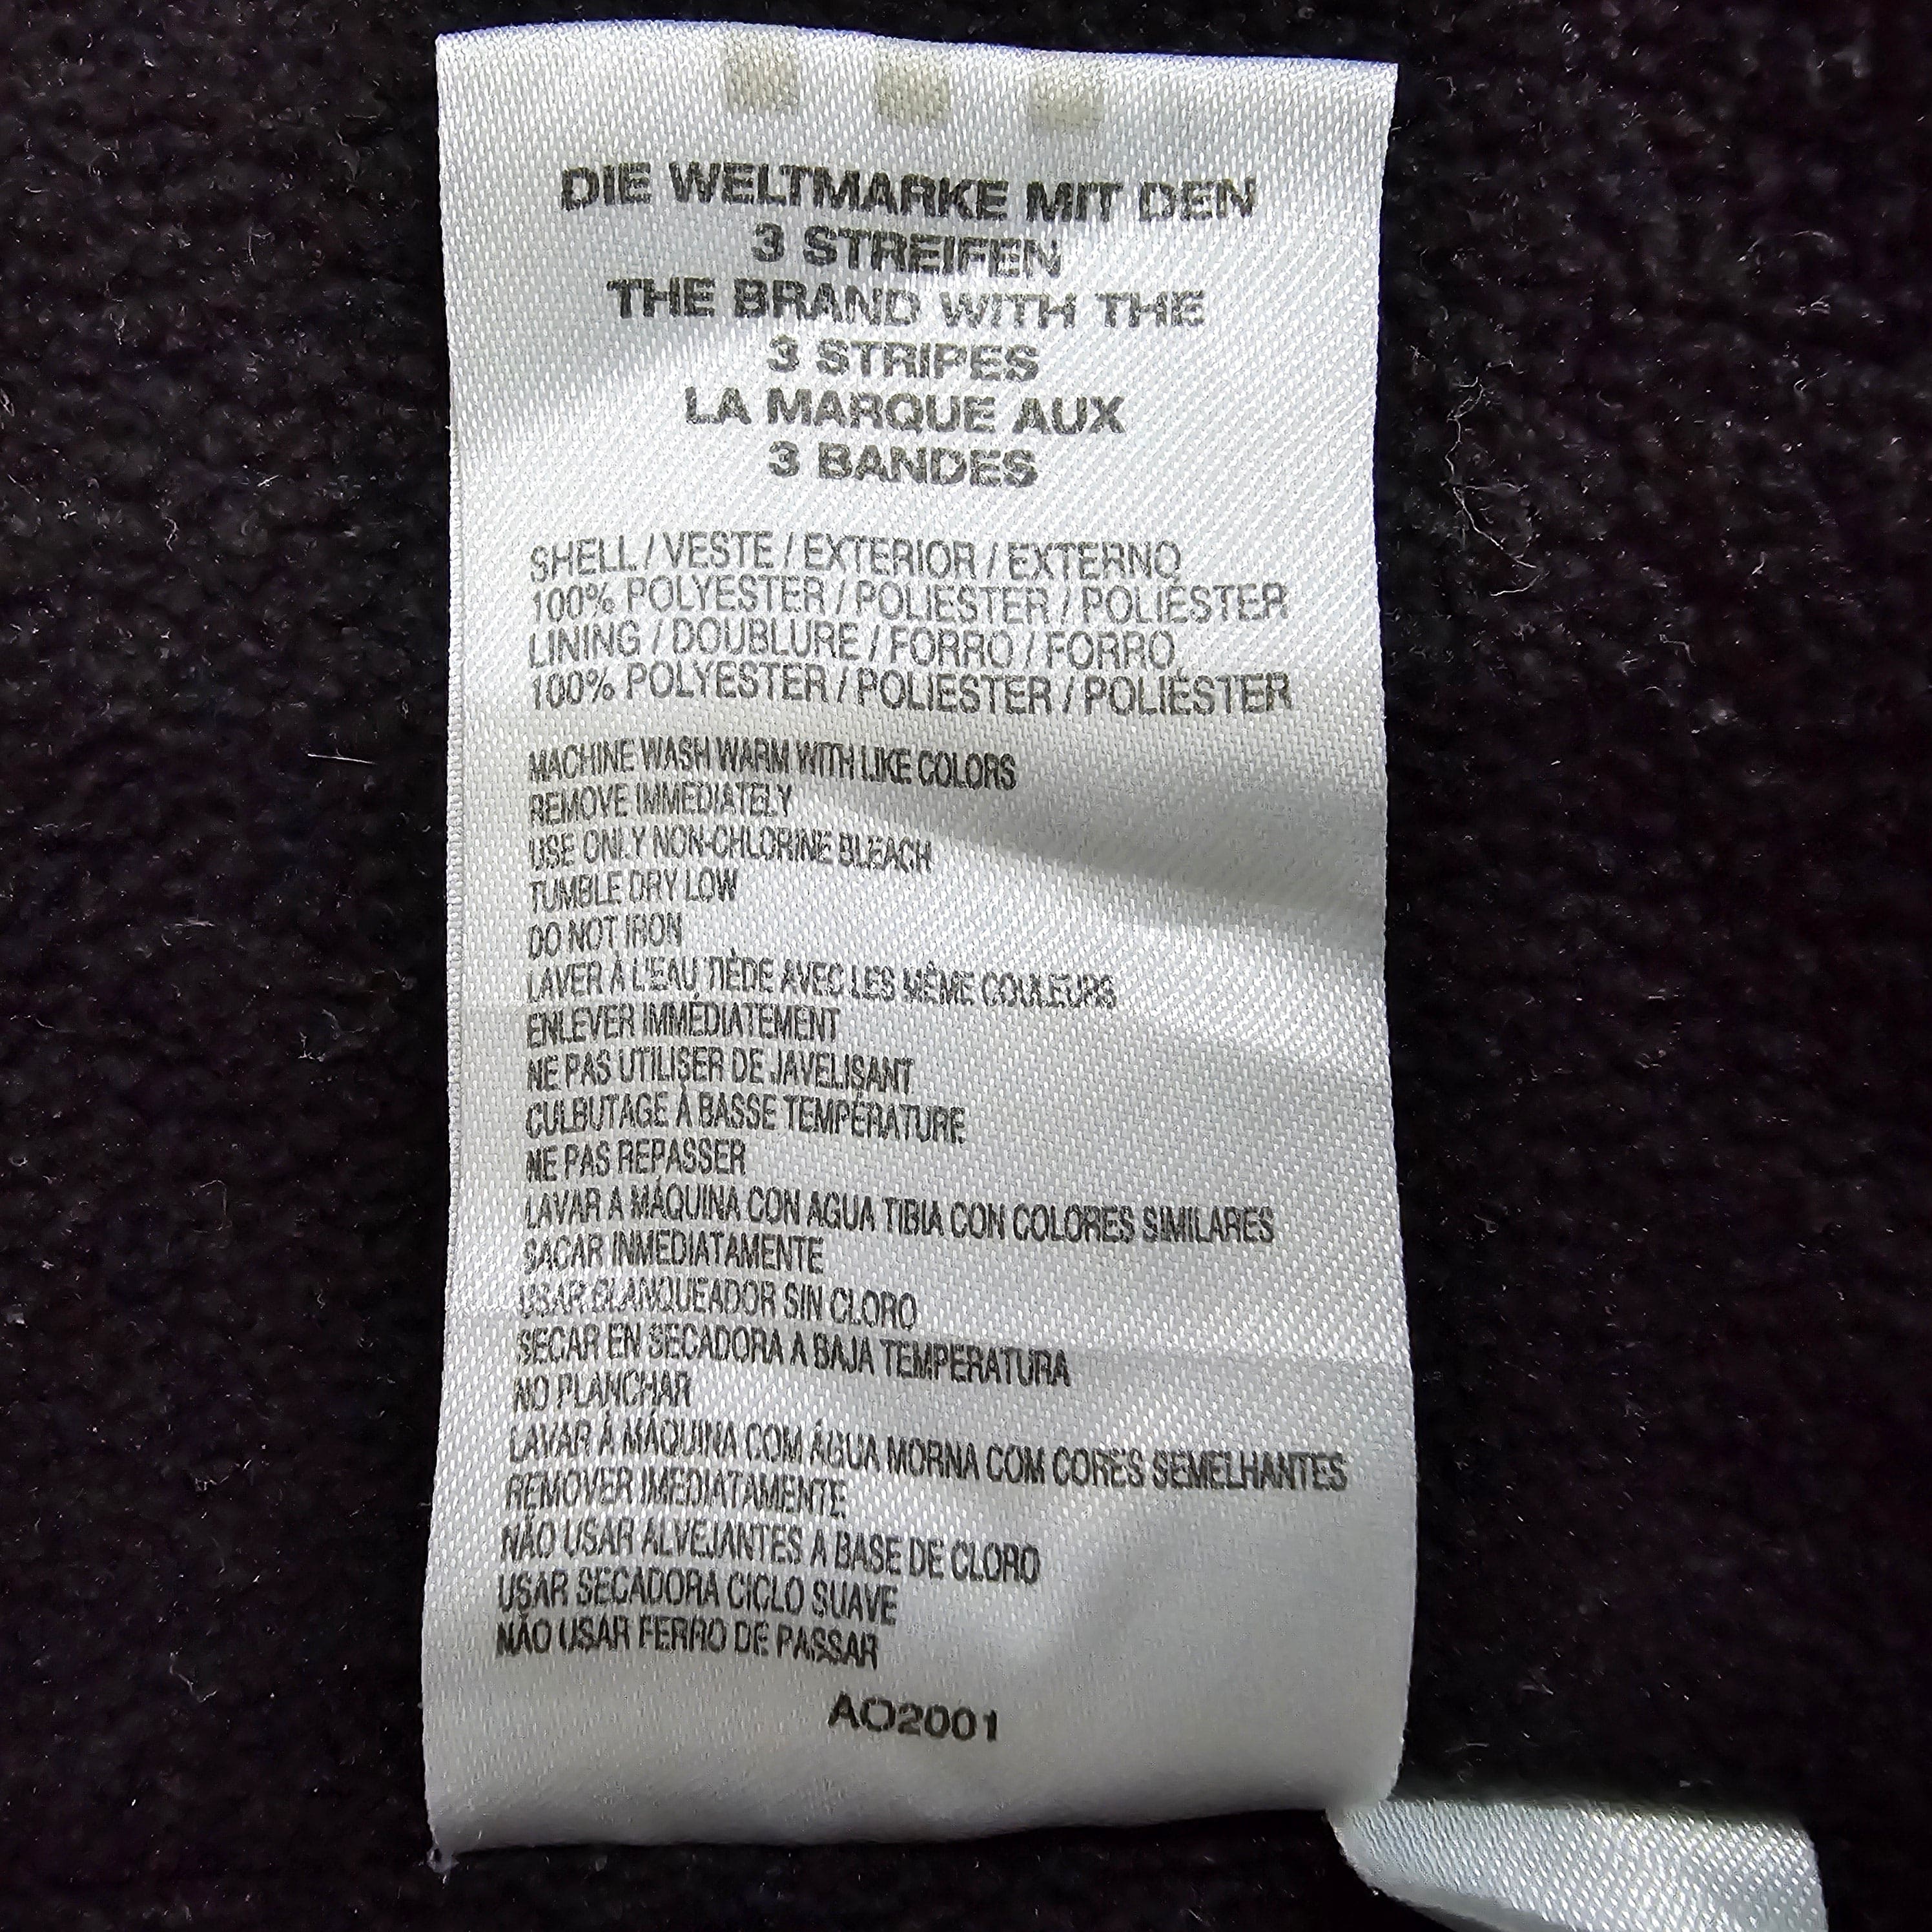 DIE WELTMARKE MIT DEN
3 STREIFEN
THE BRAND WITH THE
3 STRIPES
LA MARQUE AUX
3 BANDES
SHELL / VESTE / EXTERIOR / EXTERNO
100% POLYESTER / POLIESTER / POLIÉSTER
LINING / DOUBLURE / FORRO / FORRO
100% POLYESTER / POLIESTER / POLIÉSTER
MACHINE WASH WARM WITH LIKE COLORS
REMOVE IMMEDIATELY
USE ONLY NON-CHLORINE BLEACH
TUMBLE DRY LOW
DO NOT IRON
LAVER À L'EAU TIÈDE AVEC LES MÊME COULEURS
ENLEVER IMMÉDIATEMENT
NE PAS UTILISER DE JAVELISANT
CULBUTAGE À BASSE TEMPÉRATURE
NE PAS REPASSER
LAVAR A MÁQUINA CON AGUA TIBIA CON COLORES SIMILARES
SACAR INMEDIATAMENTE
USAR BLANQUEADOR SIN CLORO
SECAR EN SECADORA A BAJA TEMPERATURA
NO PLANCHAR
LAVAR À MÁQUINA COM ÁGUA MORNA COM CORES SEMELHANTES
REMOVER IMEDIATAMENTE
NÃO USAR ALVEJANTES A BASE DE CLORO
USAR SECADORA CICLO SUAVE
NÃO USAR FERRO DE PASSAR
AO2001